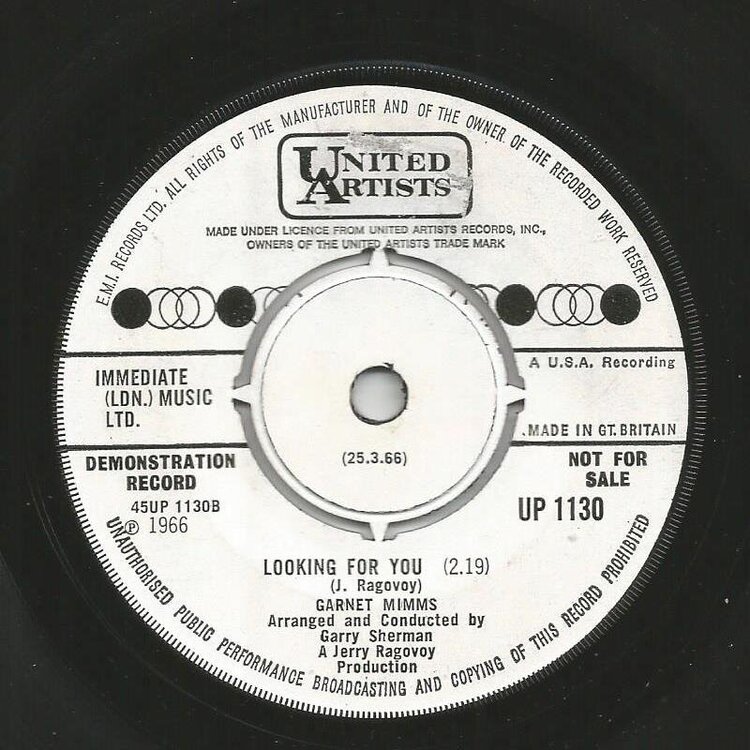 E.M.I. RECORDS LTD. ALL RIGHTS OF THE MANUFACTURER AND OF THE OWNER OF THE RECORDED WORK RESERVED
UNITED
ARTISTS
MADE UNDER LICENCE FROM UNITED ARTISTS RECORDS, INC.,
OWNERS OF THE UNITED ARTISTS TRADE MARK
IMMEDIATE
(LDN.) MUSIC
LTD.
A U.S.A. Recording
MADE IN GT. BRITAIN
(25.3.66)
DEMONSTRATION
RECORD
45UP 1130B
℗ 1966
NOT FOR
SALE
UP 1130
LOOKING FOR YOU (2.19)
(J. Ragovoy)
GARNET MIMMS
Arranged and Conducted by
Garry Sherman
A Jerry Ragovoy
Production
UNAUTHORISED PUBLIC PERFORMANCE BROADCASTING AND COPYING OF THIS RECORD PROHIBITED